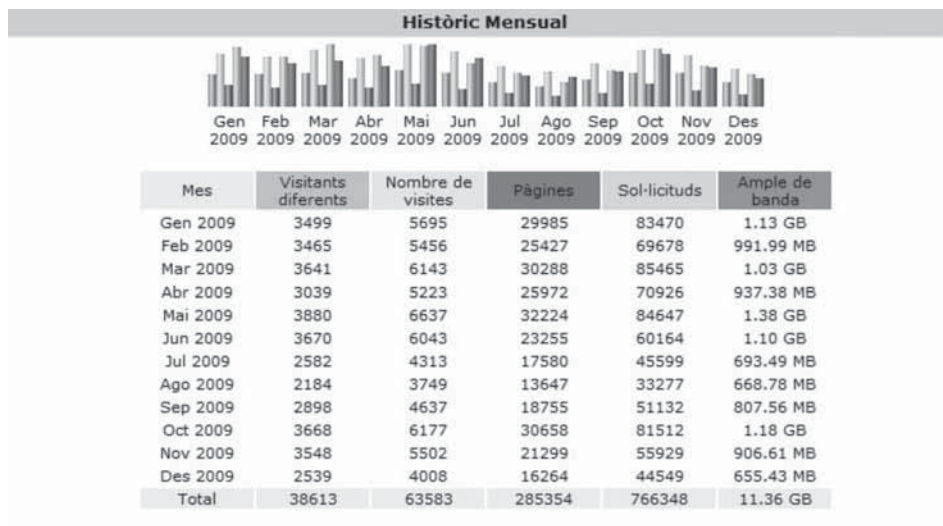 Històric Mensual
Gen Feb Mar Abr Mai Jun Jul Ago Sep Oct Nov Des
2009 2009 2009 2009 2009 2009 2009 2009 2009 2009 2009 2009
Mes Visitants diferents Nombre de visites Pàgines Sol·licituds Ample de banda
Gen 2009 3499 5695 29985 83470 1.13 GB
Feb 2009 3465 5456 25427 69678 991.99 MB
Mar 2009 3641 6143 30288 85465 1.03 GB
Abr 2009 3039 5223 25972 70926 937.38 MB
Mai 2009 3880 6637 32224 84647 1.38 GB
Jun 2009 3670 6043 23255 60164 1.10 GB
Jul 2009 2582 4313 17580 45599 693.49 MB
Ago 2009 2184 3749 13647 33277 668.78 MB
Sep 2009 2898 4637 18755 51132 807.56 MB
Oct 2009 3668 6177 30658 81512 1.18 GB
Nov 2009 3548 5502 21299 55929 906.61 MB
Des 2009 2539 4008 16264 44549 655.43 MB
Total 38613 63583 285354 766348 11.36 GB